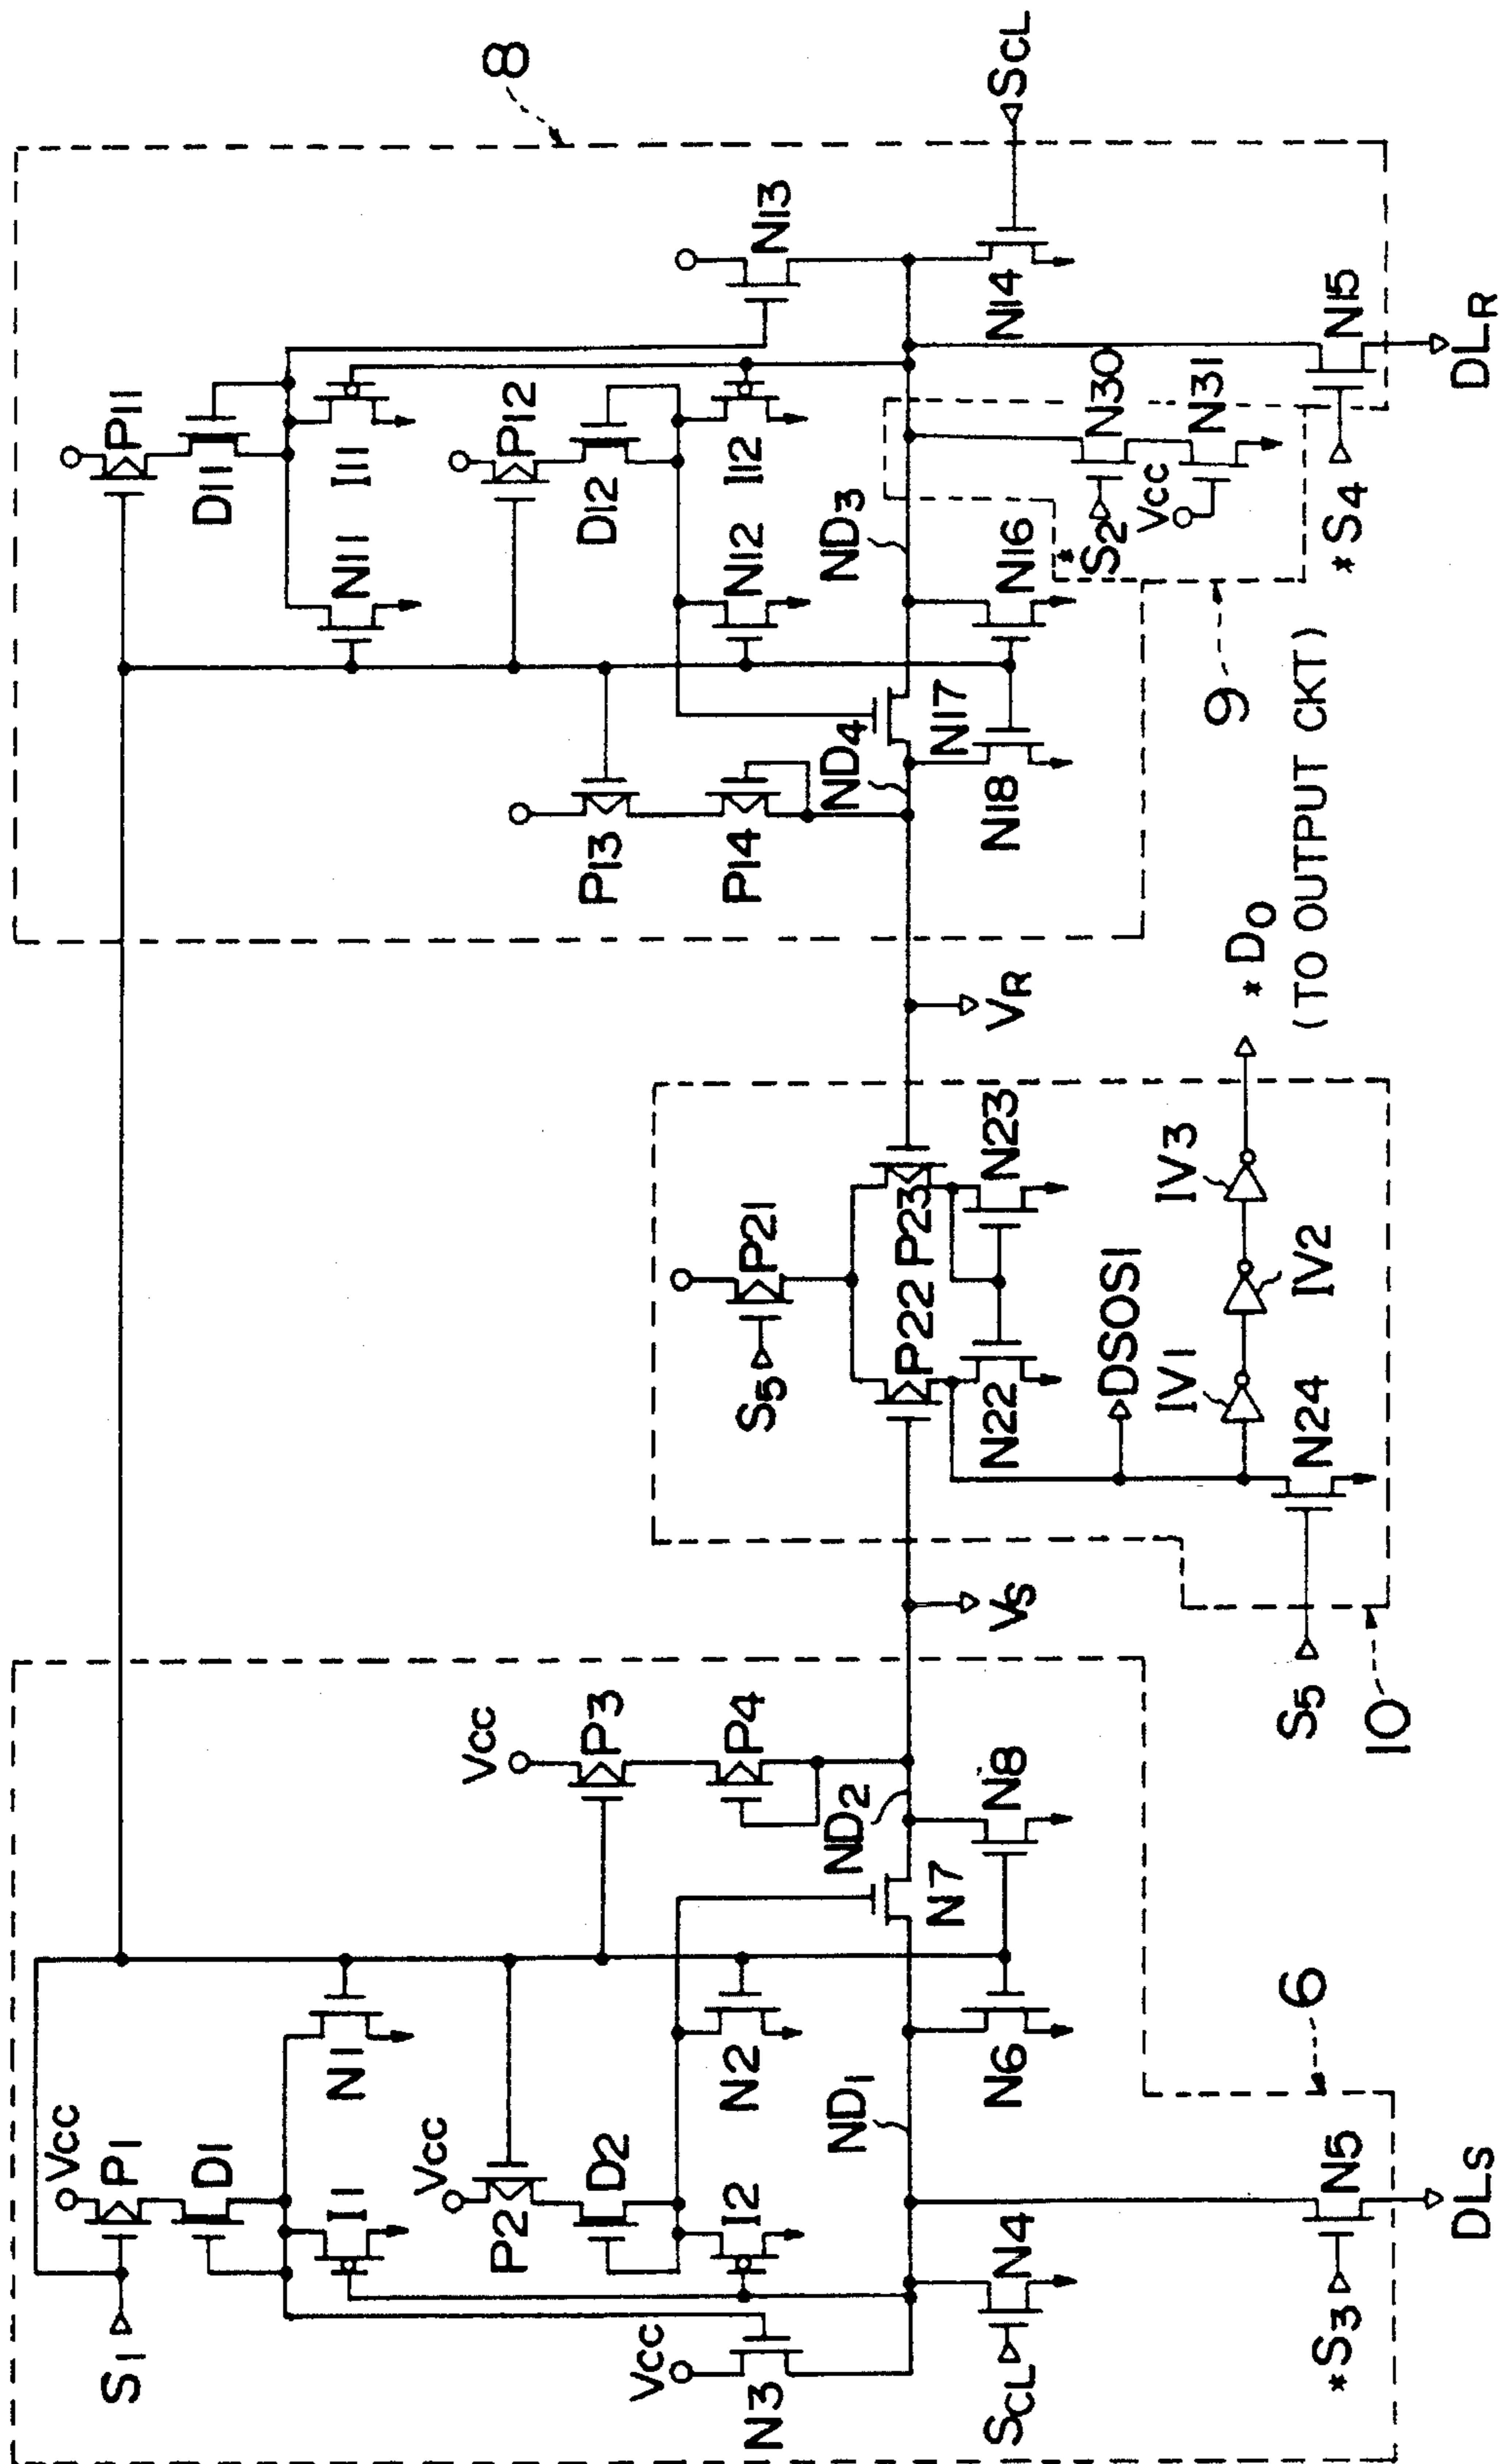 8
P11
D11
N11
I11
P12
D12
N12
I12
N13
SCL
N14
ND3
N30
N31
*S2
VCC
N15
DLR
*S4
N16
9
P13
P14
ND4
N17
N18
VR
*D0
(TO OUTPUT CKT)
P21
S5
P22
P23
N22
N23
DSOS1
IV1
IV2
IV3
N24
S5
10
VS
S1
VCC
P1
D1
N1
I1
VCC
P2
D2
N2
I2
VCC
N3
VCC
P3
P4
ND2
N7
N8
ND1
N6
N4
SCL
6
N5
*S3
DLS